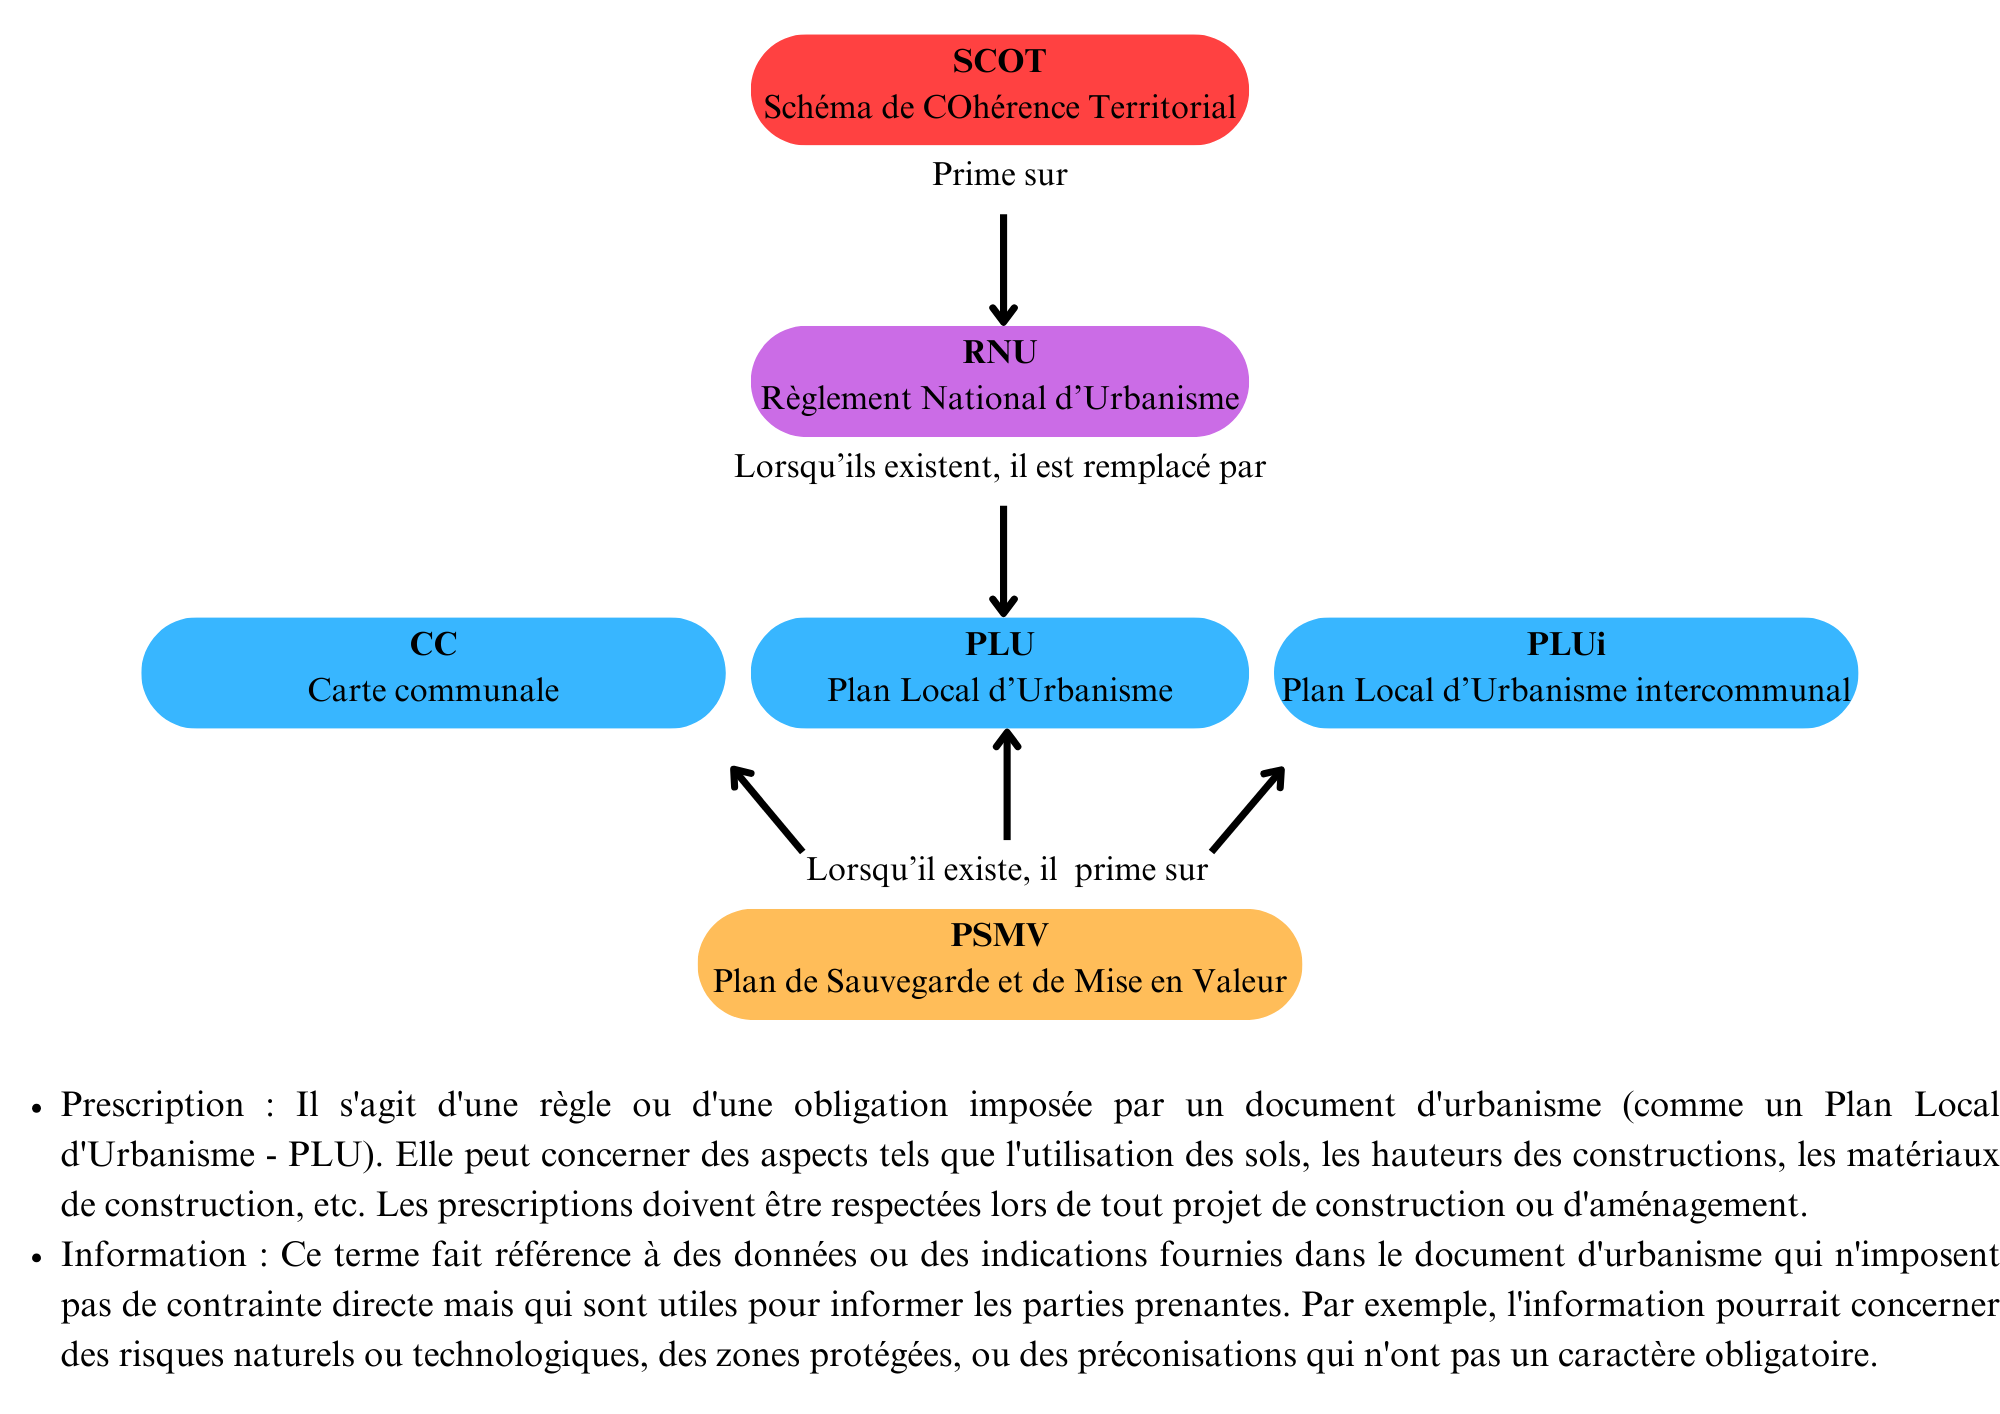 SCOT
Schéma de COhérence Territorial
Prime sur
RNU
Règlement National d’Urbanisme
Lorsqu’ils existent, il est remplacé par
CC
Carte communale
PLU
Plan Local d’Urbanisme
PLUi
Plan Local d’Urbanisme intercommunal
Lorsqu’il existe, il  prime sur
PSMV
Plan de Sauvegarde et de Mise en Valeur
• Prescription : Il s'agit d'une règle ou d'une obligation imposée par un document d'urbanisme (comme un Plan Local
d'Urbanisme - PLU). Elle peut concerner des aspects tels que l'utilisation des sols, les hauteurs des constructions, les matériaux
de construction, etc. Les prescriptions doivent être respectées lors de tout projet de construction ou d'aménagement.
• Information : Ce terme fait référence à des données ou des indications fournies dans le document d'urbanisme qui n'imposent
pas de contrainte directe mais qui sont utiles pour informer les parties prenantes. Par exemple, l'information pourrait concerner
des risques naturels ou technologiques, des zones protégées, ou des préconisations qui n'ont pas un caractère obligatoire.